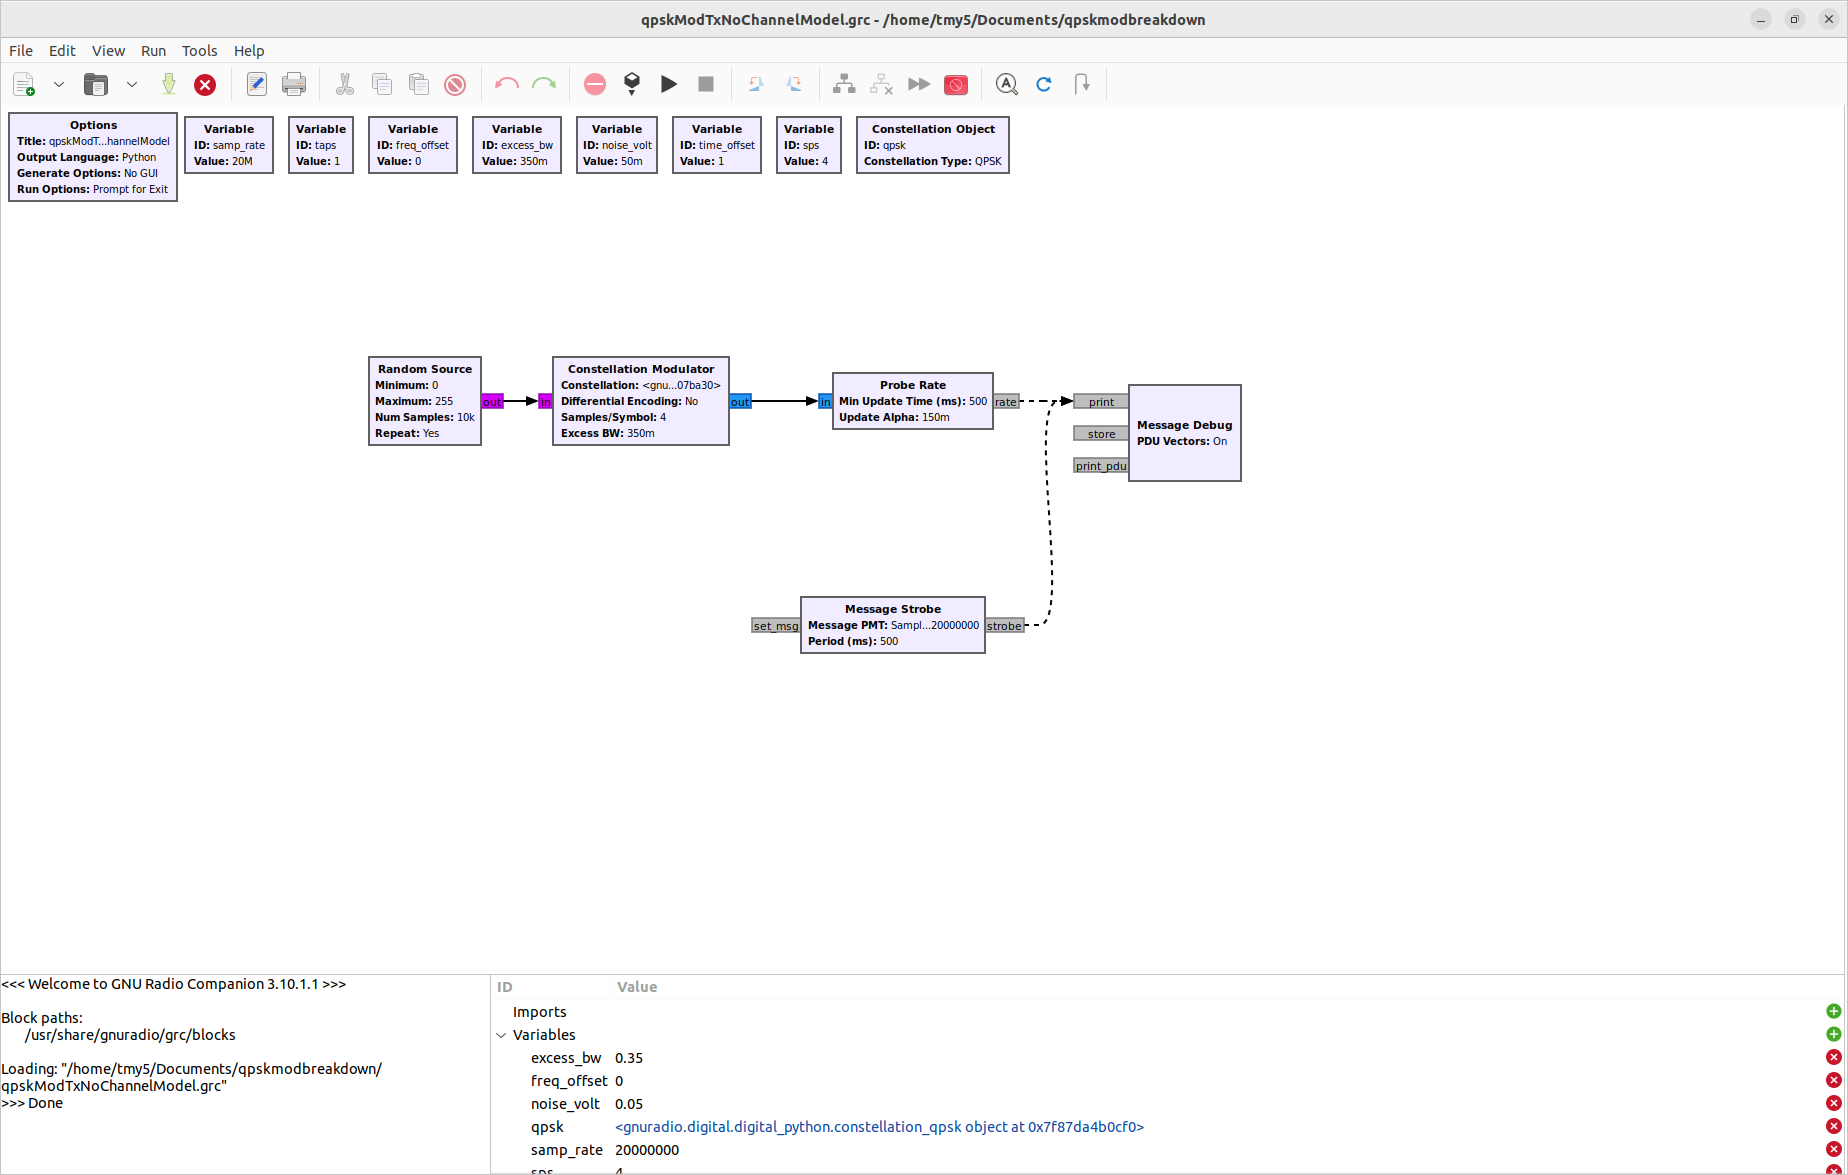 qpskModTxNoChannelModel.grc - /home/tmy5/Documents/qpskmodbreakdown
File Edit View Run Tools Help
Options
Title: qpskModT...hannelModel
Output Language: Python
Generate Options: No GUI
Run Options: Prompt for Exit
Variable
ID: samp_rate
Value: 20M
Variable
ID: taps
Value: 1
Variable
ID: freq_offset
Value: 0
Variable
ID: excess_bw
Value: 350m
Variable
ID: noise_volt
Value: 50m
Variable
ID: time_offset
Value: 1
Variable
ID: sps
Value: 4
Constellation Object
ID: qpsk
Constellation Type: QPSK
Random Source
Minimum: 0
Maximum: 255
Num Samples: 10k
Repeat: Yes
out
in
Constellation Modulator
Constellation: <gnu...07ba30>
Differential Encoding: No
Samples/Symbol: 4
Excess BW: 350m
out
in
Probe Rate
Min Update Time (ms): 500
Update Alpha: 150m
rate
print
store
print_pdu
Message Debug
PDU Vectors: On
set_msg
Message Strobe
Message PMT: Sampl...20000000
Period (ms): 500
strobe
<<< Welcome to GNU Radio Companion 3.10.1.1 >>>
Block paths:
/usr/share/gnuradio/grc/blocks
Loading: "/home/tmy5/Documents/qpskmodbreakdown/
qpskModTxNoChannelModel.grc"
>>> Done
ID Value
Imports
Variables
excess_bw 0.35
freq_offset 0
noise_volt 0.05
qpsk <gnuradio.digital.digital_python.constellation_qpsk object at 0x7f87da4b0cf0>
samp_rate 20000000
sps 4